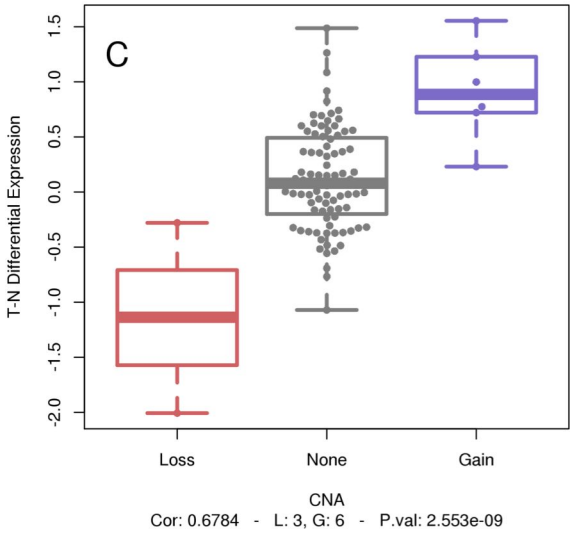 C
1.5
1.0
0.5
0.0
-0.5
-1.0
-1.5
-2.0
T-N Differential Expression
Loss None Gain
CNA
Cor: 0.6784 - L: 3, G: 6 - P.val: 2.553e-09